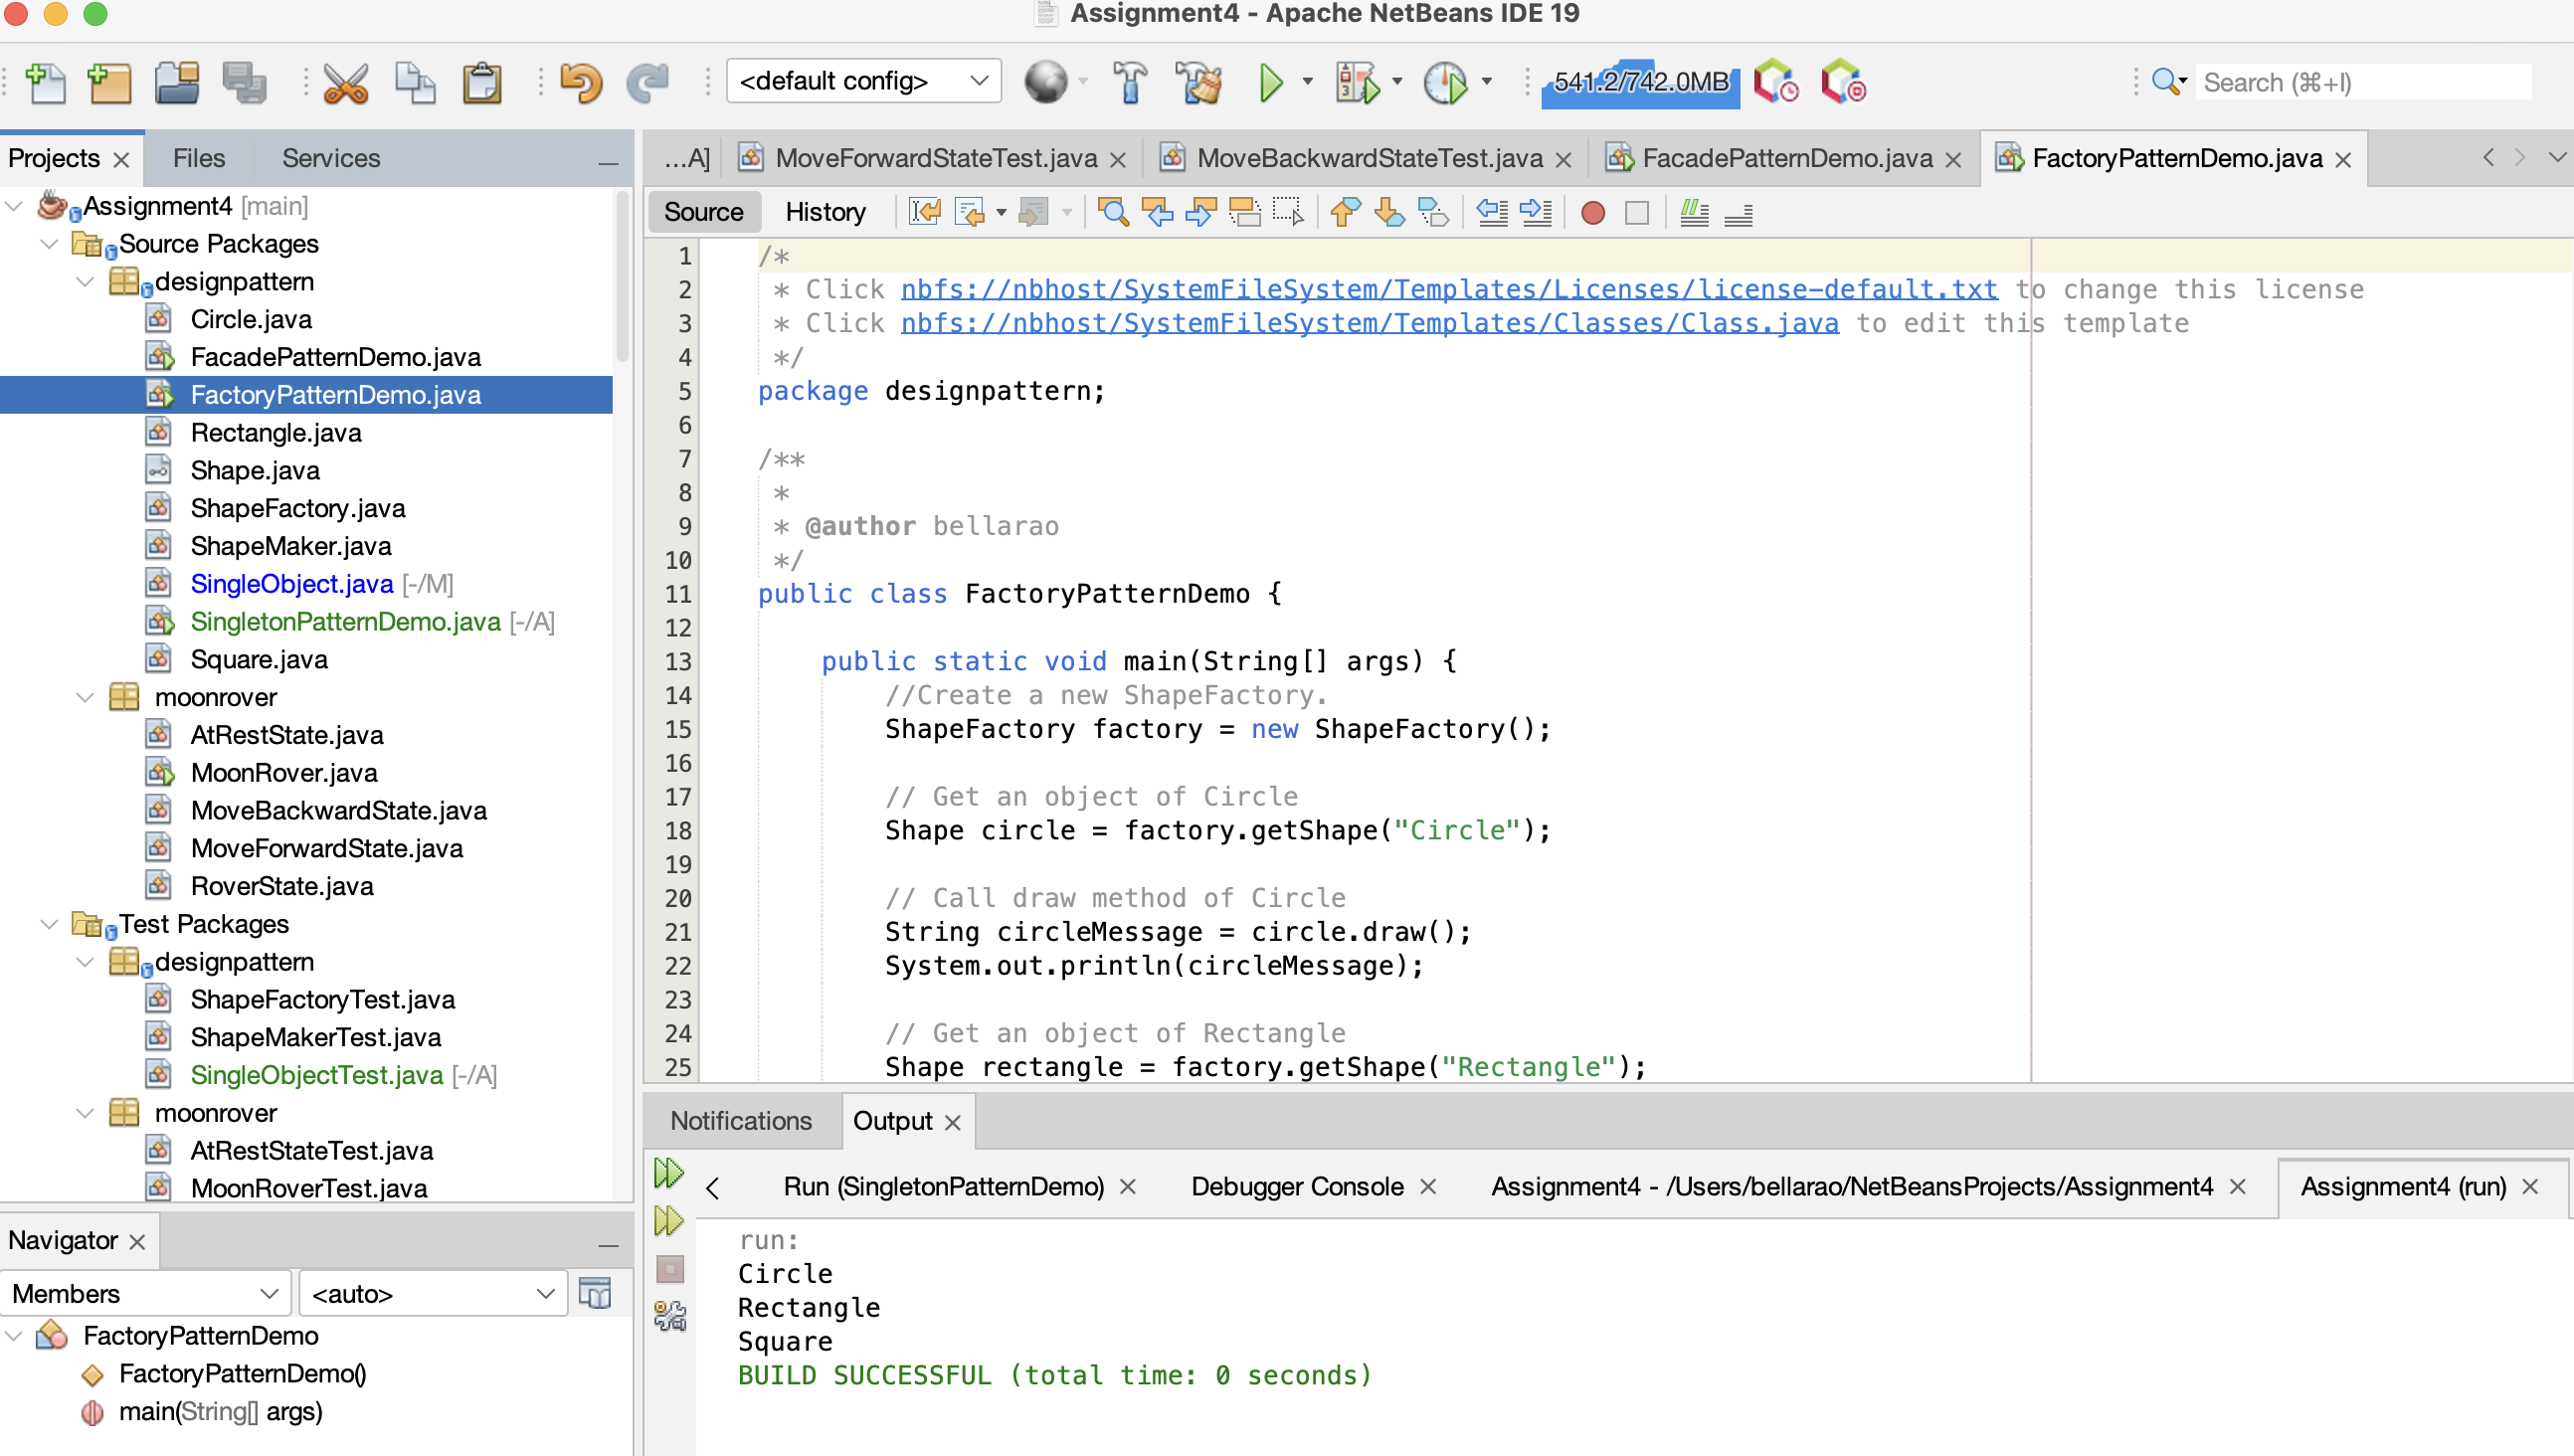 Assignment4 - Apache NetBeans IDE 19
<default config>
541.2/742.0MB
Search (⌘+I)
Projects
Files
Services
Assignment4 [main]
Source Packages
designpattern
Circle.java
FacadePatternDemo.java
FactoryPatternDemo.java
Rectangle.java
Shape.java
ShapeFactory.java
ShapeMaker.java
SingleObject.java [-/M]
SingletonPatternDemo.java [-/A]
Square.java
moonrover
AtRestState.java
MoonRover.java
MoveBackwardState.java
MoveForwardState.java
RoverState.java
Test Packages
designpattern
ShapeFactoryTest.java
ShapeMakerTest.java
SingleObjectTest.java [-/A]
moonrover
AtRestStateTest.java
MoonRoverTest.java
Navigator
Members
<auto>
FactoryPatternDemo
FactoryPatternDemo()
main(String[] args)
...A]
MoveForwardStateTest.java
MoveBackwardStateTest.java
FacadePatternDemo.java
FactoryPatternDemo.java
Source
History
1 /*
2 * Click nbfs://nbhost/SystemFileSystem/Templates/Licenses/license-default.txt to change this license
3 * Click nbfs://nbhost/SystemFileSystem/Templates/Classes/Class.java to edit this template
4 */
5 package designpattern;
6
7 /**
8 *
9 * @author bellarao
10 */
11 public class FactoryPatternDemo {
12
13 public static void main(String[] args) {
14 //Create a new ShapeFactory.
15 ShapeFactory factory = new ShapeFactory();
16
17 // Get an object of Circle
18 Shape circle = factory.getShape("Circle");
19
20 // Call draw method of Circle
21 String circleMessage = circle.draw();
22 System.out.println(circleMessage);
23
24 // Get an object of Rectangle
25 Shape rectangle = factory.getShape("Rectangle");
Notifications
Output
Run (SingletonPatternDemo)
Debugger Console
Assignment4 - /Users/bellarao/NetBeansProjects/Assignment4
Assignment4 (run)
run:
Circle
Rectangle
Square
BUILD SUCCESSFUL (total time: 0 seconds)